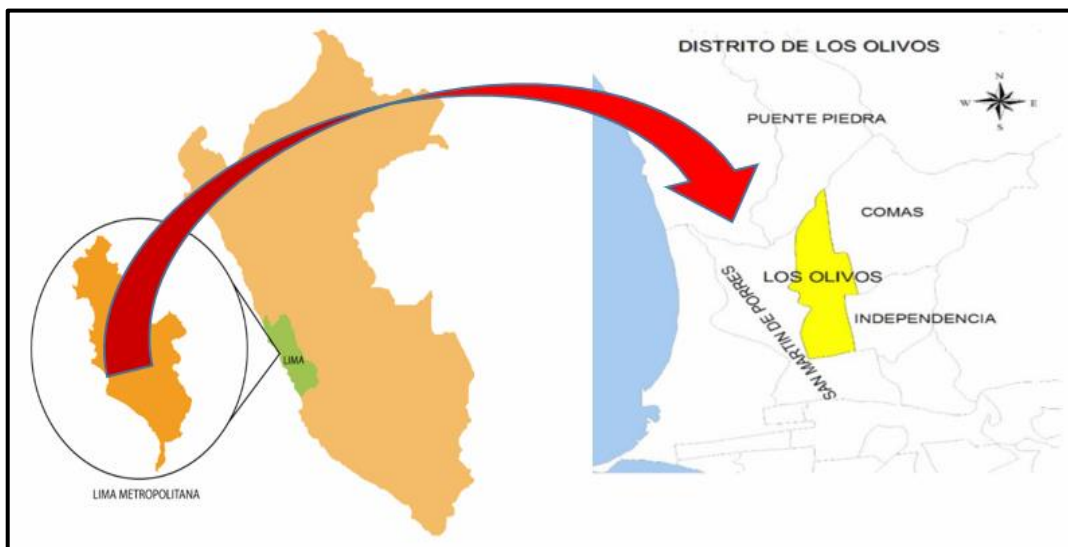 DISTRITO DE LOS OLIVOS
N
W
E
S
PUENTE PIEDRA
COMAS
LOS OLIVOS
INDEPENDENCIA
SAN MARTIN DE PORRES
LIMA
LIMA METROPOLITANA